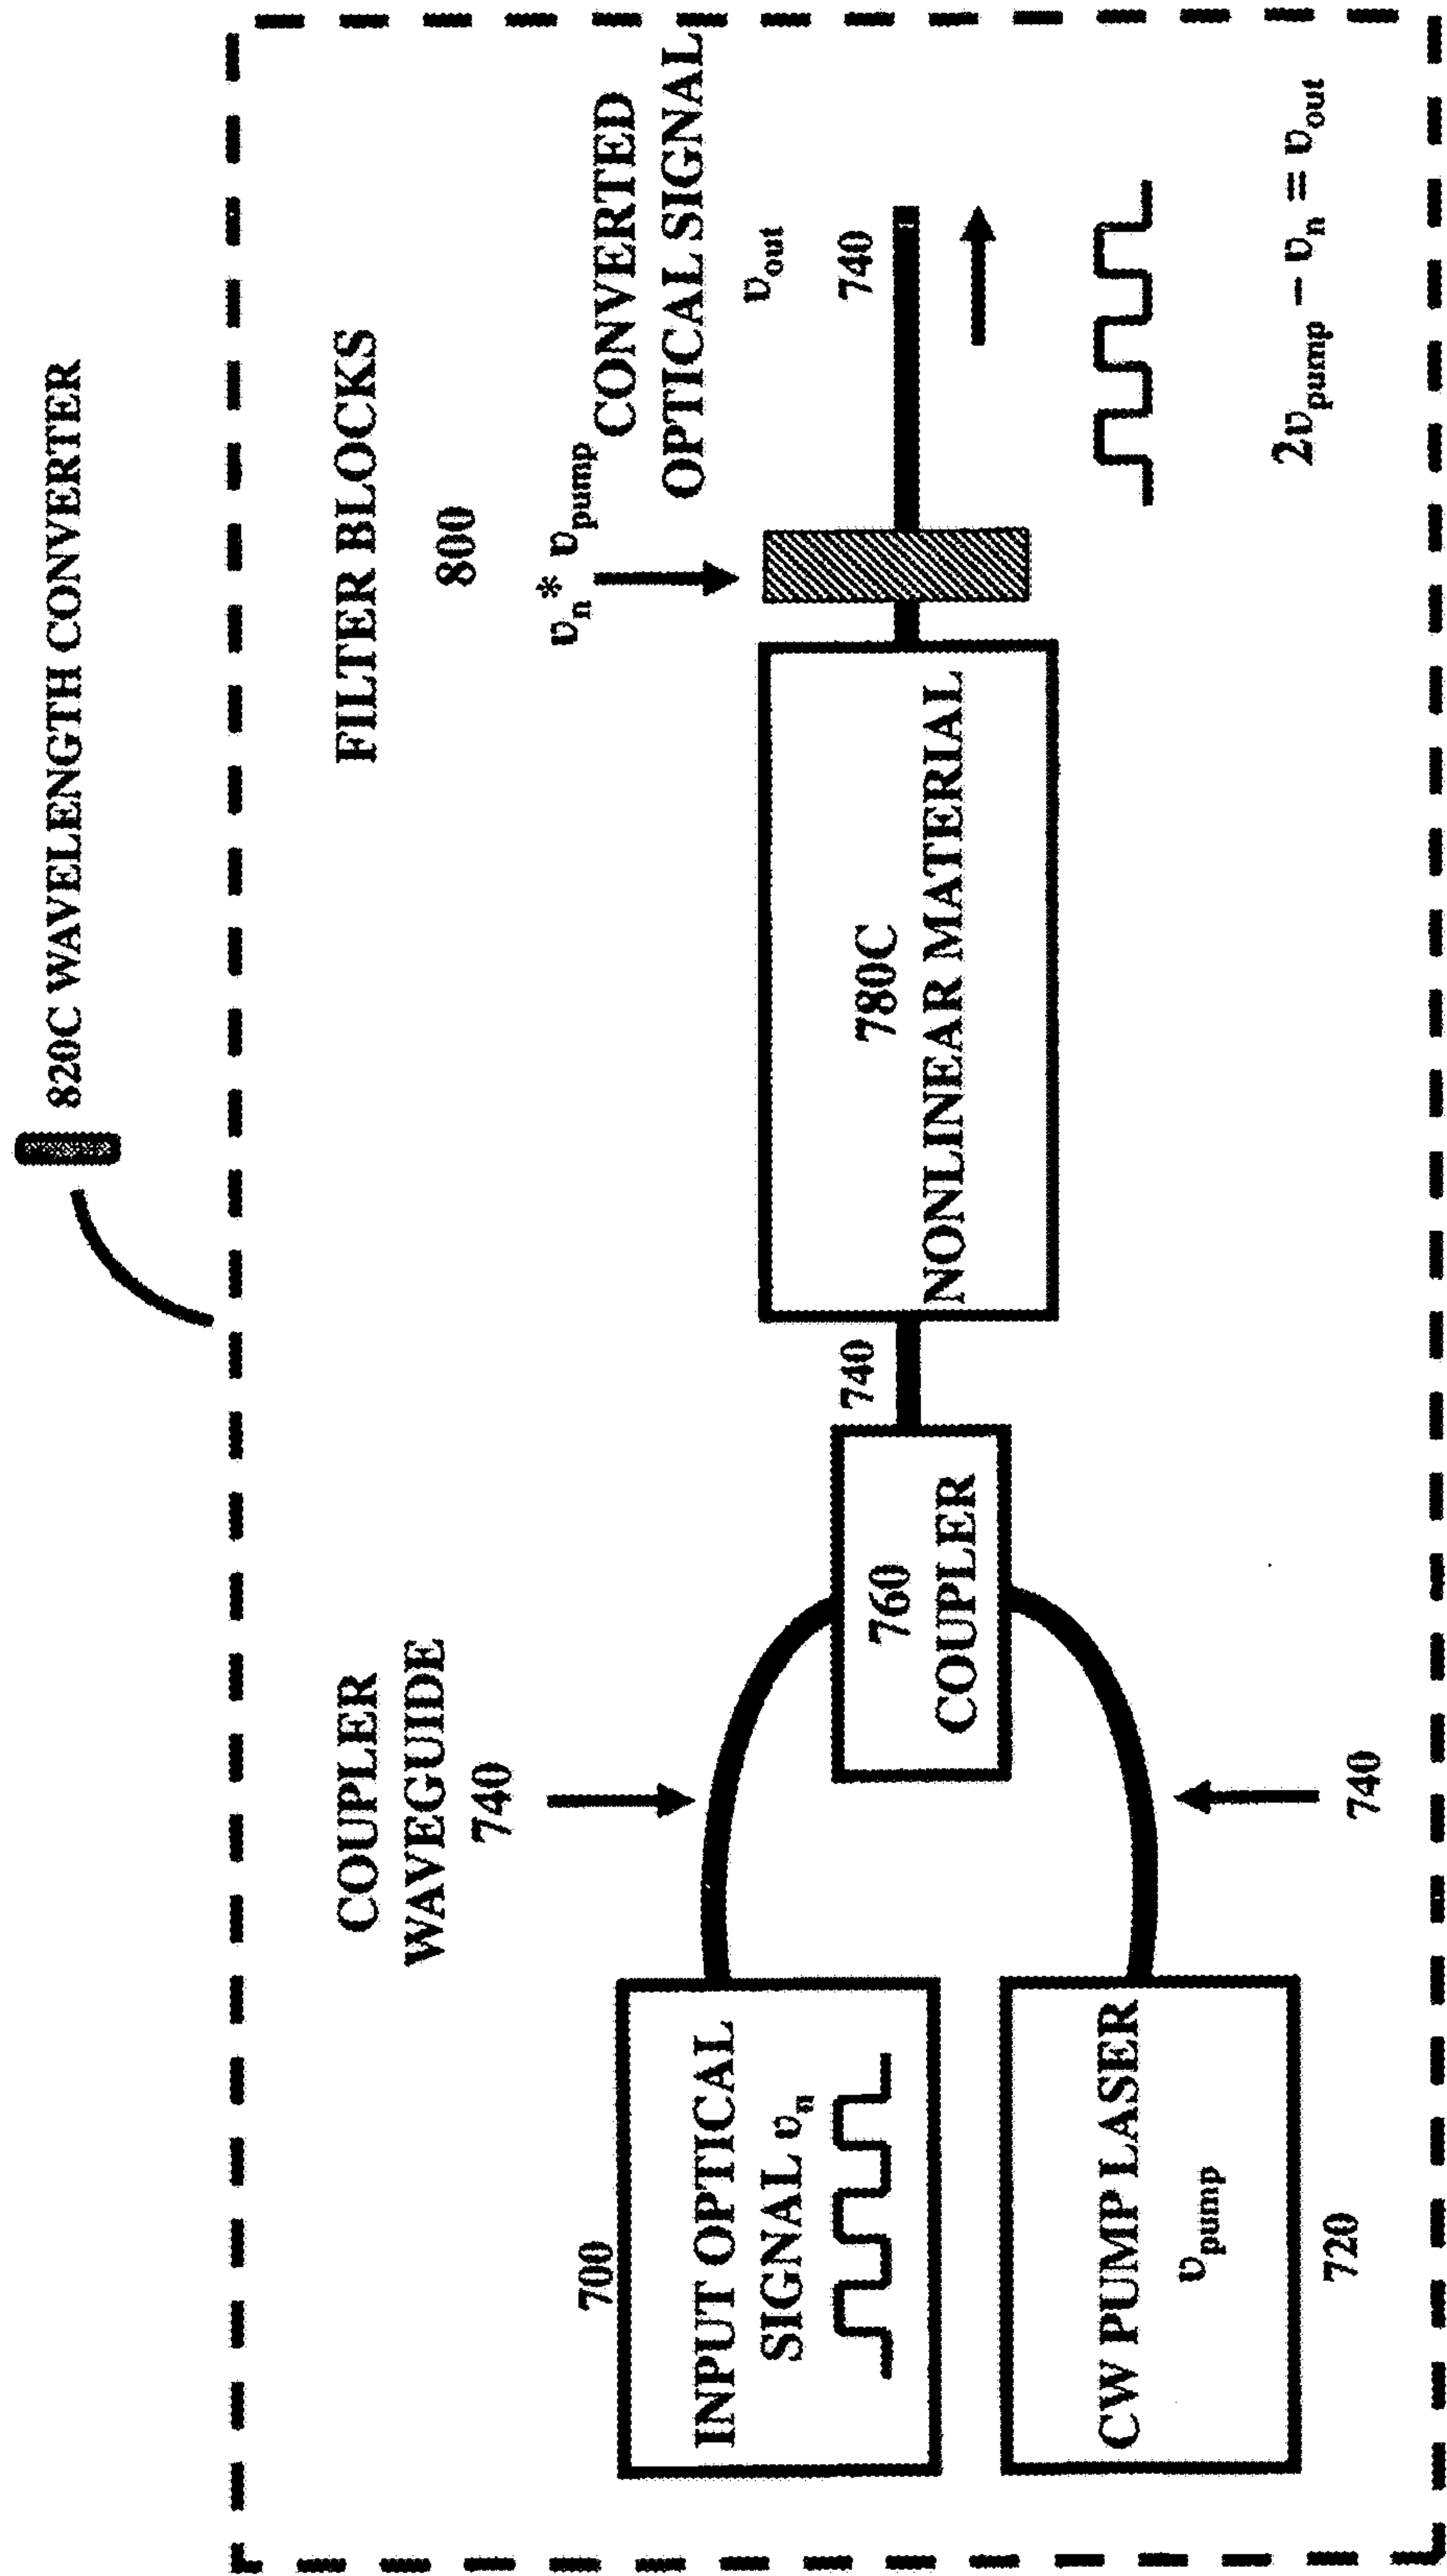 820C WAVELENGTH CONVERTER
COUPLER
WAVEGUIDE
740
FILTER BLOCKS
800
υn* υpump
CONVERTED
OPTICAL SIGNAL
υout
740
700
INPUT OPTICAL
SIGNAL υn
760
COUPLER
740
780C
NONLINEAR MATERIAL
CW PUMP LASER
υpump
720
740
2υpump − υn = υout